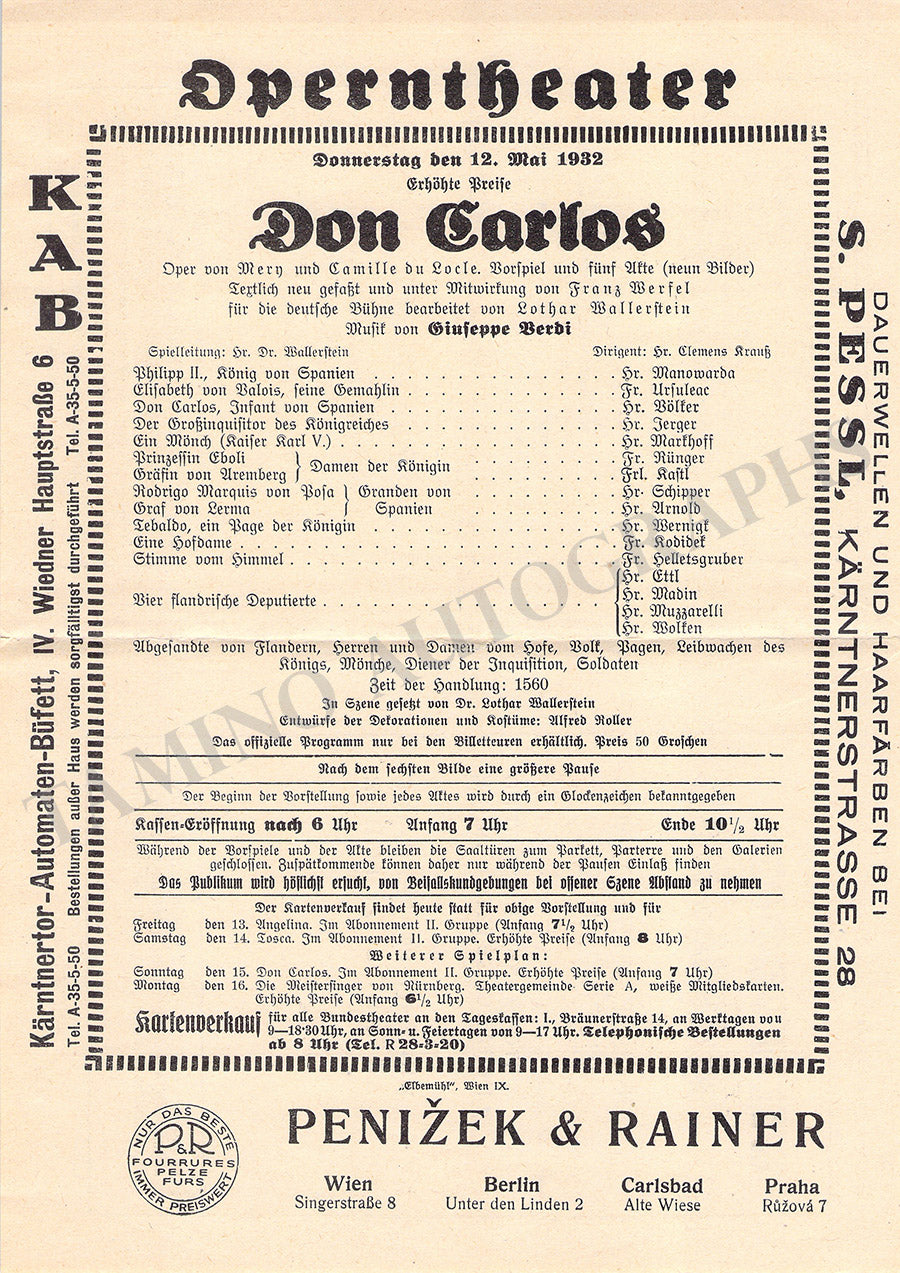 Operntheater
Donnerstag den 12. Mai 1932
Erhöhte Preise
Don Carlos
Oper von Mery und Camille du Locle. Vorspiel und fünf Akte (neun Bilder)
Textlich neu gefaßt und unter Mitwirkung von Franz Werfel
für die deutsche Bühne bearbeitet von Lothar Wallerstein
Musik von Giuseppe Verdi
Spielleitung: Hr. Dr. Wallerstein Dirigent: Hr. Clemens Krauß
Philipp II., König von Spanien . . . . . . . . . . Hr. Manowarda
Elisabeth von Valois, seine Gemahlin . . . . . . . . . . Fr. Ursuleac
Don Carlos, Infant von Spanien . . . . . . . . . . Hr. Völker
Der Großinquisitor des Königreiches . . . . . . . . . . Hr. Jerger
Ein Mönch (Kaiser Karl V.) . . . . . . . . . . Hr. Markhoff
Prinzessin Eboli } Damen der Königin . . . . . . . . . . Fr. Rünger
Gräfin von Aremberg } Frl. Kastl
Rodrigo Marquis von Posa } Granden von . . . . . . . . . . Hr. Schipper
Graf von Lerma } Spanien . . . . . . . . . . Hr. Arnold
Tebaldo, ein Page der Königin . . . . . . . . . . Hr. Wernigk
Eine Hofdame . . . . . . . . . . Fr. Kodidek
Stimme vom Himmel . . . . . . . . . . Fr. Helletsgruber
Vier flandrische Deputierte . . . . . . . . . . { Hr. Ettl
Hr. Madin
Hr. Muzzarelli
Hr. Wolken
Abgesandte von Flandern, Herren und Damen vom Hofe, Volk, Pagen, Leibwachen des
Königs, Mönche, Diener der Inquisition, Soldaten
Zeit der Handlung: 1560
In Szene gesetzt von Dr. Lothar Wallerstein
Entwürfe der Dekorationen und Kostüme: Alfred Roller
Das offizielle Programm nur bei den Billetteuren erhältlich. Preis 50 Groschen
Nach dem sechsten Bilde eine größere Pause
Der Beginn der Vorstellung sowie jedes Aktes wird durch ein Glockenzeichen bekanntgegeben
Kassen-Eröffnung nach 6 Uhr Anfang 7 Uhr Ende 10 1/2 Uhr
Während der Vorspiele und der Akte bleiben die Saaltüren zum Parkett, Parterre und den Galerien
geschlossen. Zuspätkommende können daher nur während der Pausen Einlaß finden
Das Publikum wird höflichst ersucht, von Beifallskundgebungen bei offener Szene Abstand zu nehmen
Der Kartenverkauf findet heute statt für obige Vorstellung und für
Freitag den 13. Angelina. Im Abonnement II. Gruppe (Anfang 7 1/2 Uhr)
Samstag den 14. Tosca. Im Abonnement II. Gruppe. Erhöhte Preise (Anfang 8 Uhr)
Weiterer Spielplan:
Sonntag den 15. Don Carlos. Im Abonnement II. Gruppe. Erhöhte Preise (Anfang 7 Uhr)
Montag den 16. Die Meistersinger von Nürnberg. Theatergemeinde Serie A, weiße Mitgliedskarten.
Erhöhte Preise (Anfang 6 1/2 Uhr)
Kartenverkauf für alle Bundestheater an den Tageskassen: I., Bräunerstraße 14, an Werktagen von
9—18·30 Uhr, an Sonn- u. Feiertagen von 9—17 Uhr. Telephonische Bestellungen
ab 8 Uhr (Tel. R 28-3-20)
„Elbemühl", Wien IX.
KAB
Kärntnertor-Automaten-Büfett, IV. Wiedner Hauptstraße 6
Tel. A-35-5-50 Bestellungen außer Haus werden sorgfältigst durchgeführt Tel. A-35-5-50
DAUERWELLEN UND HAARFÄRBEN BEI
S. PESSL, KÄRNTNERSTRASSE 28
NUR DAS BESTE
P&R
FOURRURES
PELZE
FURS
IMMER PREISWERT
PENIŽEK & RAINER
Wien Berlin Carlsbad Praha
Singerstraße 8 Unter den Linden 2 Alte Wiese Růžová 7
TAMINO AUTOGRAPHS